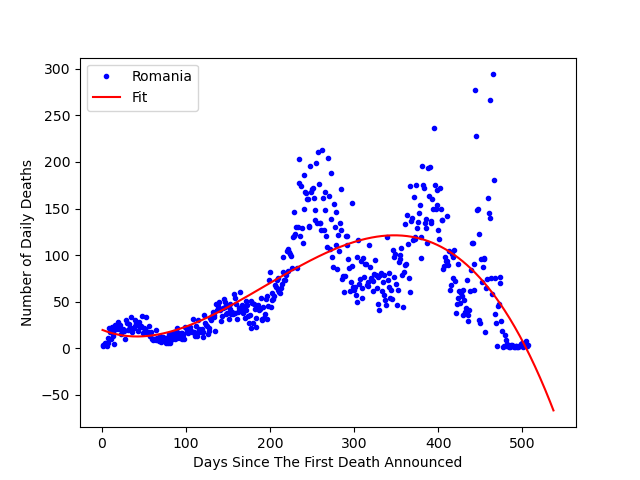 Romania
Fit
300
250
200
150
100
50
0
−50
0 100 200 300 400 500
Number of Daily Deaths
Days Since The First Death Announced